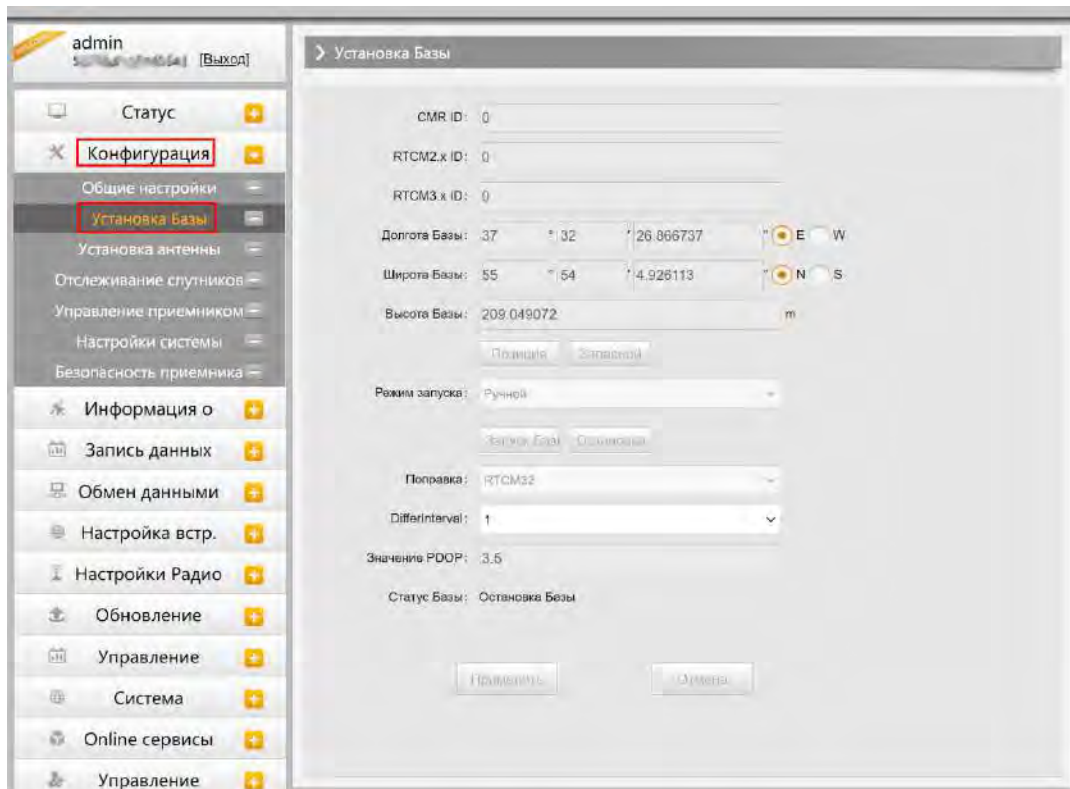 admin
[Выход]
Статус
Конфигурация
Общие настройки
Установка Базы
Установка антенны
Отслеживание спутников
Управление приемником
Настройки системы
Безопасность приемника
Информация о
Запись данных
Обмен данными
Настройка встр.
Настройки Радио
Обновление
Управление
Система
Online сервисы
Управление
Установка Базы
CMR ID: 0
RTCM2.x ID: 0
RTCM3.x ID: 0
Долгота Базы: 37 ° 32 ' 26.866737 " E W
Широта Базы: 55 ° 54 ' 4.926113 " N S
Высота Базы: 209.049072 m
Позиция
Режим запуска: Ручной
Запуск Базы Остановка
Поправка: RTCM32
Differinterval: 1
Значение PDOP: 3.5
Статус Базы: Остановка Базы
Применить Отмена